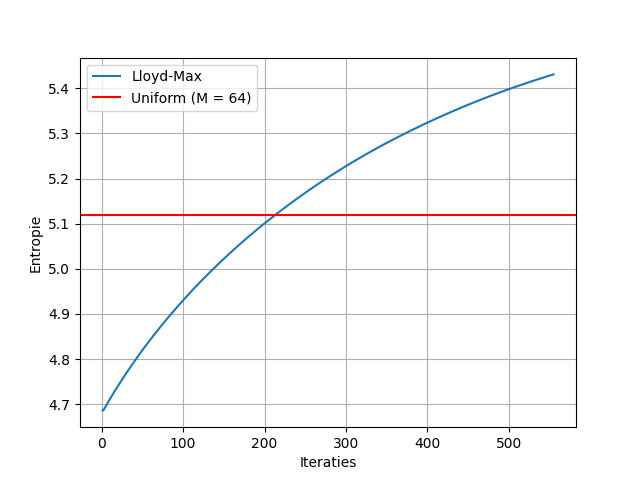 Lloyd-Max
Uniform (M = 64)
5.4
5.3
5.2
5.1
5.0
4.9
4.8
4.7
Entropie
0 100 200 300 400 500
Iteraties